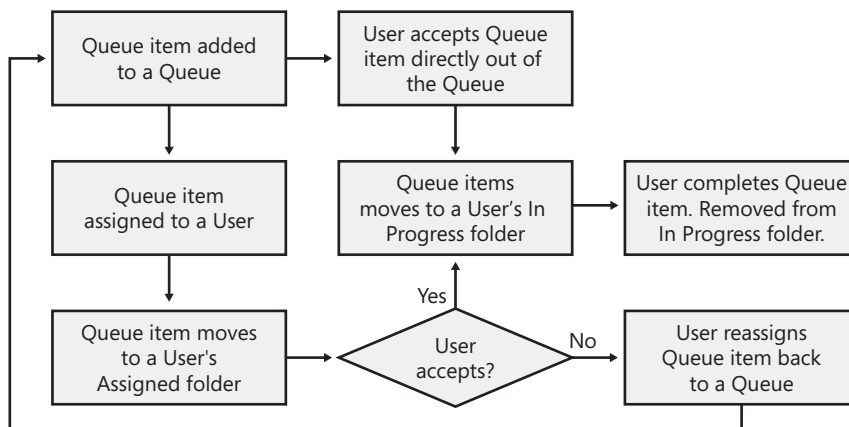 Queue item added
to a Queue
User accepts Queue
item directly out of
the Queue
Queue item
assigned to a User
Queue items
moves to a User’s In
Progress folder
User completes Queue
item. Removed from
In Progress folder.
Yes
Queue item moves
to a User's
Assigned folder
User
accepts?
No
User reassigns
Queue item back
to a Queue